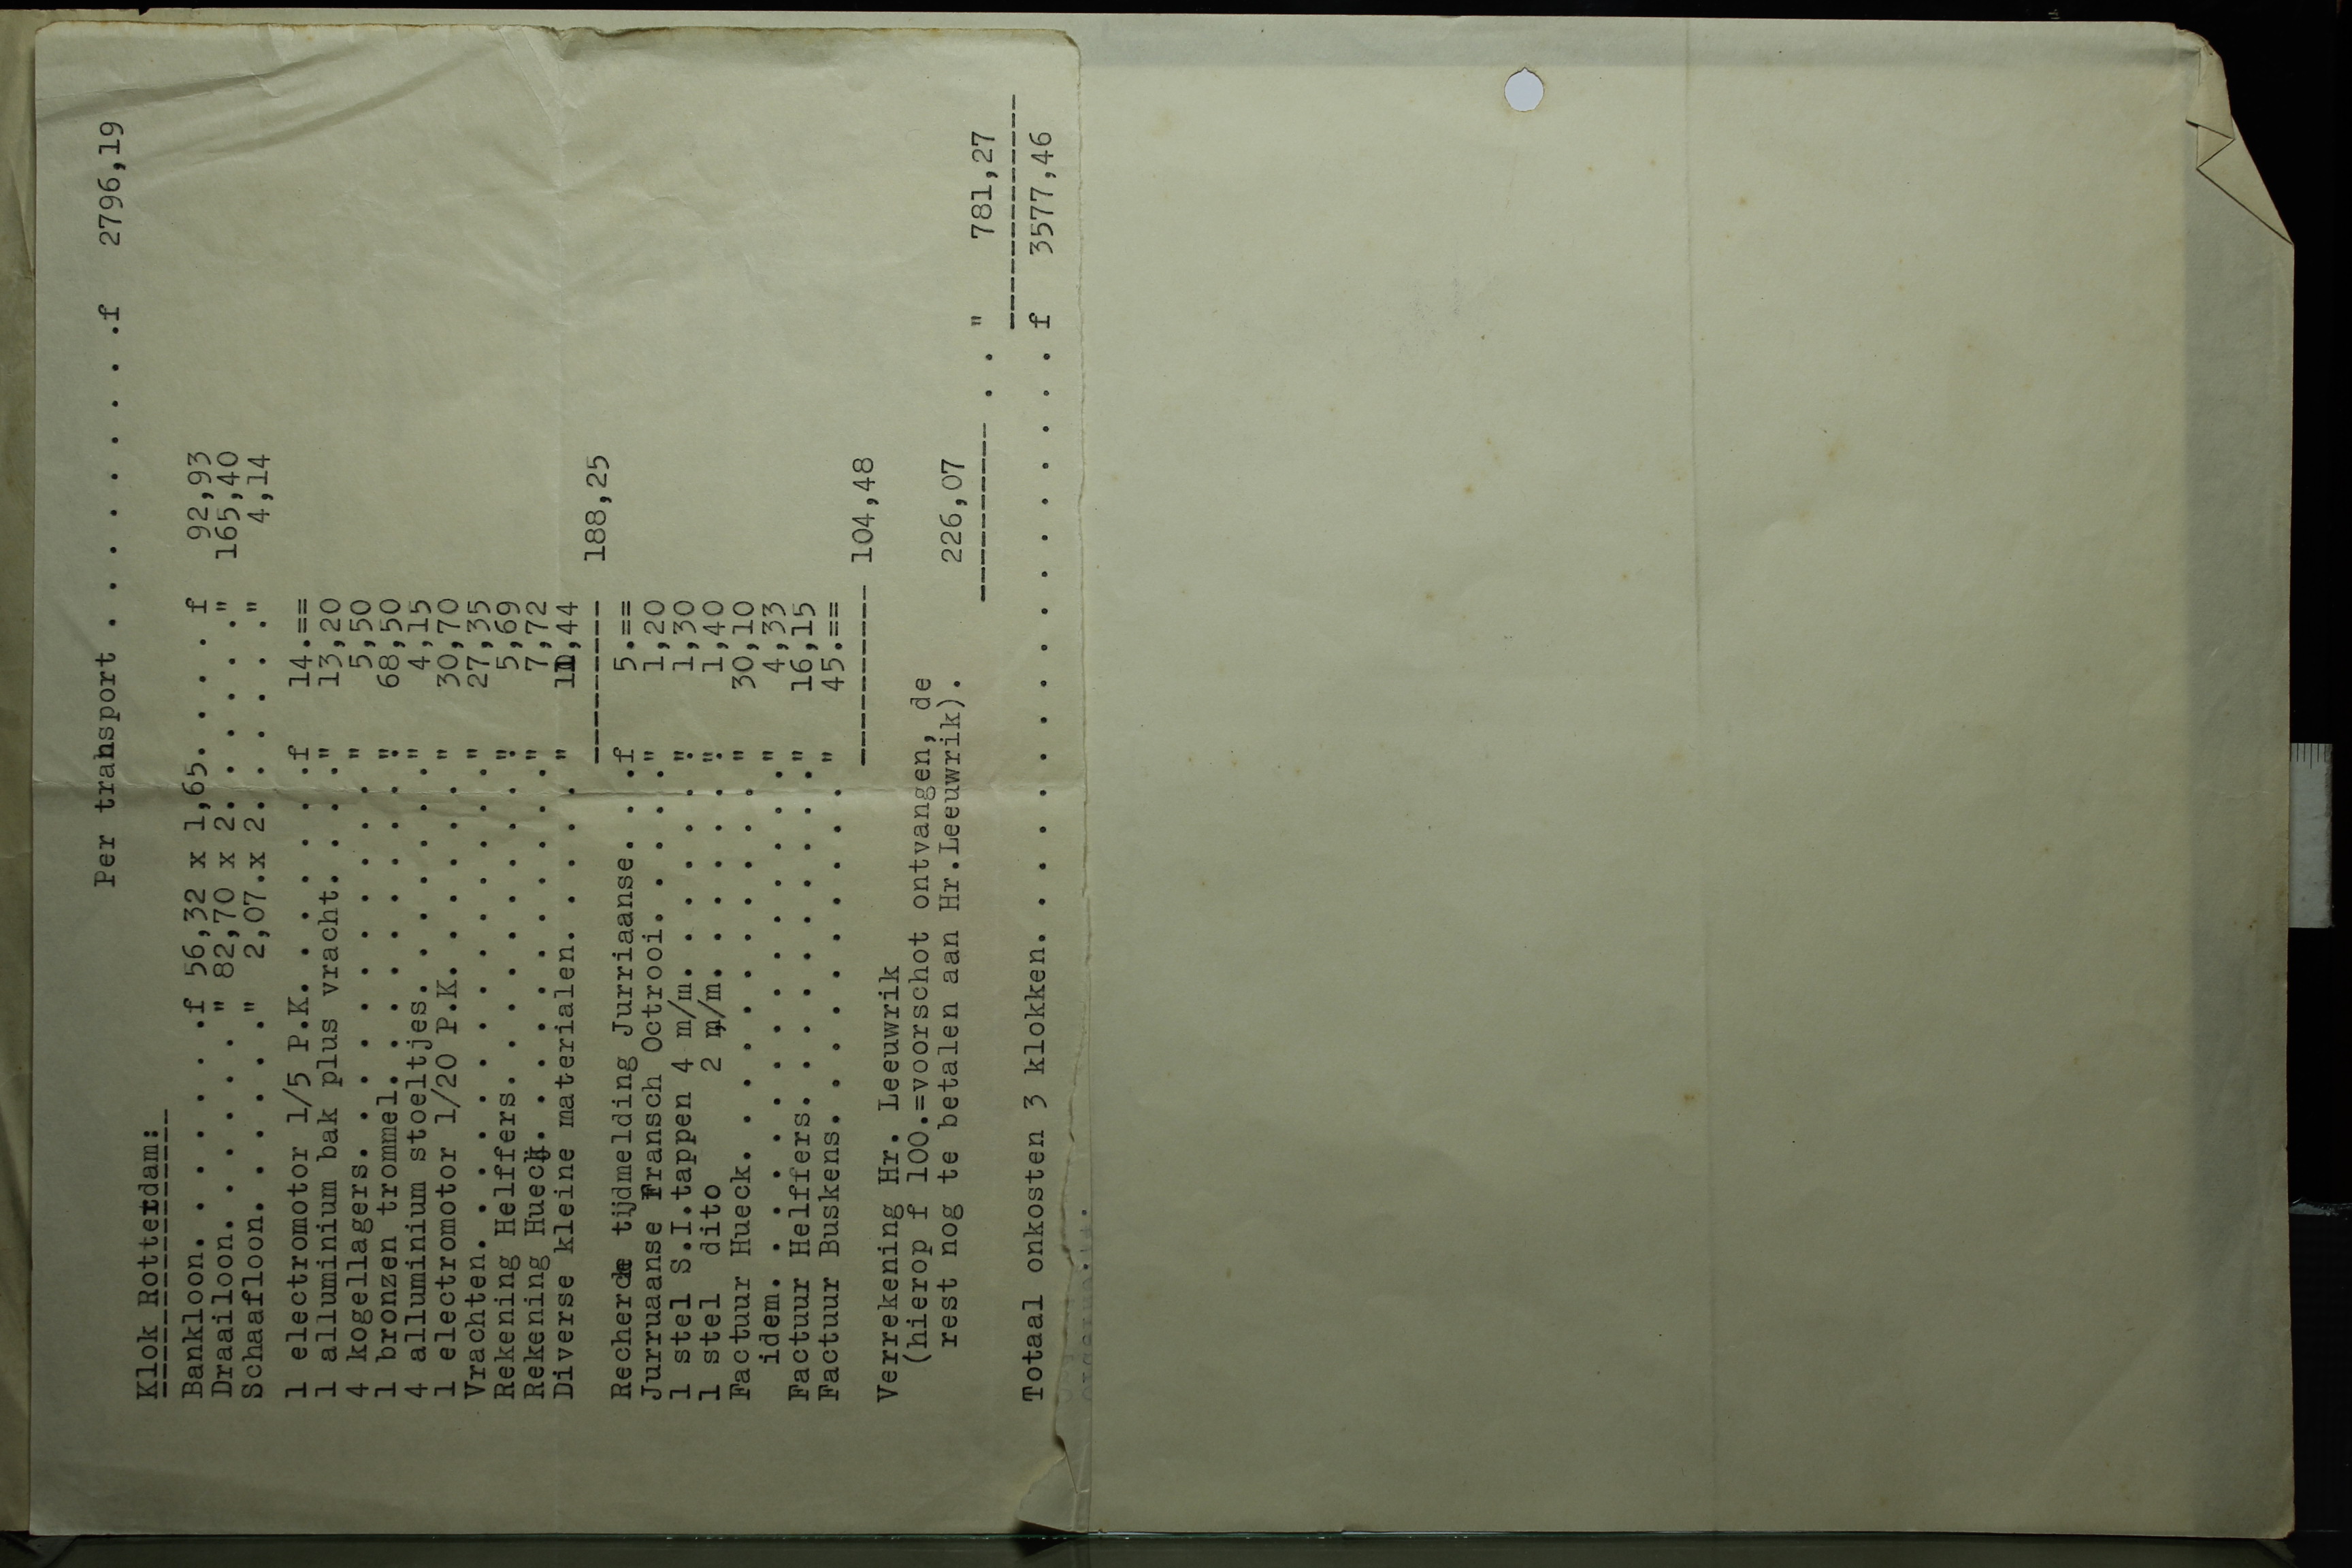 Per transport . . . . . . . . .f 2796,19
Klok Rotterdam:
Bankloon. . . . . . .f 56,32 x 1,65. . . . f 92,93
Draailoon. . . . . . " 82,70 x 2. . . . . ." 165,40
Schaafloon. . . . . ." 2,07.x 2. . . . . . " 4,14
1 electromotor 1/5 P.K. . . . . . .f 14.==
1 alluminium bak plus vracht. . . ." 13,20
4 kogellagers. . . . . . . . . . . " 5,50
1 bronzen trommel. . . . . . . . . " 68,50
4 alluminium stoeltjes. . . . . . ." 4,15
1 electromotor 1/20 P.K. . . . . . " 30,70
Vrachten. . . . . . . . . . . . . ." 27,35
Rekening Helffers. . . . . . . . . " 5,69
Rekening Hueck. . . . . . . . . . ." 7,72
Diverse kleine materialen. . . . . " 11,44
188,25
Recherche tijdmelding Jurriaanse. . .f 5.==
Jurruaanse Fransch Octrooi. . . . ." 1,20
1 stel S.I.tappen 4 m/m. . . . . . " 1,30
1 stel dito 2 m/m. . . . . . " 1,40
Factuur Hueck. . . . . . . . . . . " 30,10
idem. . . . . . . . . . . . . ." 4,33
Factuur Helffers. . . . . . . . . ." 16,15
Factuur Buskens. . . . . . . . . . " 45.==
104,48
Verrekening Hr. Leeuwrik
(hierop f 100.=voorschot ontvangen, de
rest nog te betalen aan Hr.Leeuwrik). 226,07
. . " 781,27
Totaal onkosten 3 klokken. . . . . . . . . . . . . . . . . . f 3577,46